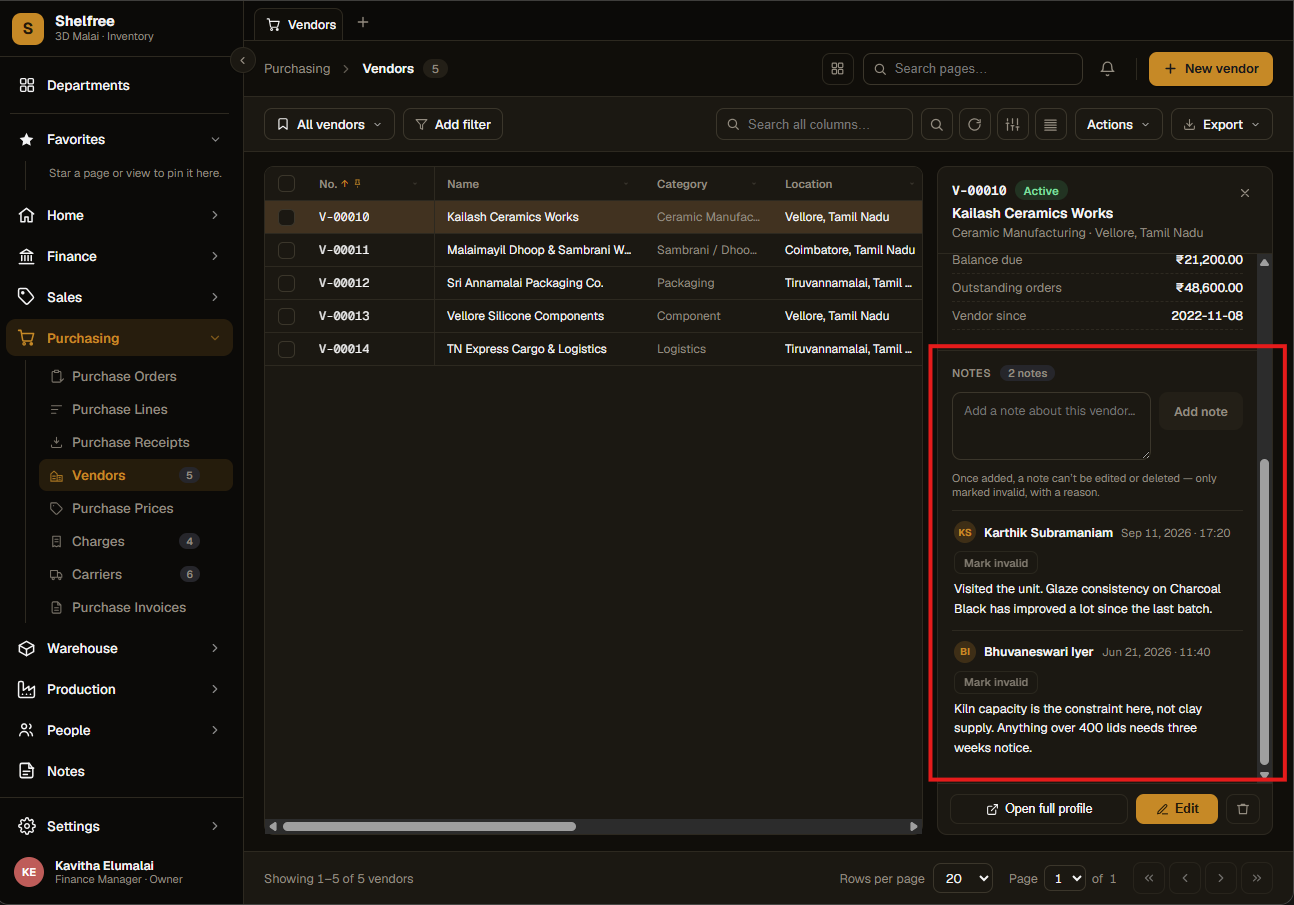 S
Shelfree
3D Malai · Inventory
Departments
Favorites
Star a page or view to pin it here.
Home
Finance
Sales
Purchasing
Purchase Orders
Purchase Lines
Purchase Receipts
Vendors 5
Purchase Prices
Charges 4
Carriers 6
Purchase Invoices
Warehouse
Production
People
Notes
Settings
KE
Kavitha Elumalai
Finance Manager · Owner
Vendors
Purchasing Vendors 5
Search pages...
New vendor
All vendors Add filter
Search all columns...
Actions Export
No. Name Category Location
V-00010 Kailash Ceramics Works Ceramic Manufac... Vellore, Tamil Nadu
V-00011 Malaimayil Dhoop & Sambrani W... Sambrani / Dhoo... Coimbatore, Tamil Nadu
V-00012 Sri Annamalai Packaging Co. Packaging Tiruvannamalai, Tamil ...
V-00013 Vellore Silicone Components Component Vellore, Tamil Nadu
V-00014 TN Express Cargo & Logistics Logistics Tiruvannamalai, Tamil ...
V-00010 Active
Kailash Ceramics Works
Ceramic Manufacturing · Vellore, Tamil Nadu
Balance due ₹21,200.00
Outstanding orders ₹48,600.00
Vendor since 2022-11-08
NOTES 2 notes
Add a note about this vendor...
Add note
Once added, a note can't be edited or deleted — only
marked invalid, with a reason.
KS Karthik Subramaniam Sep 11, 2026 · 17:20
Mark invalid
Visited the unit. Glaze consistency on Charcoal
Black has improved a lot since the last batch.
BI Bhuvaneswari Iyer Jun 21, 2026 · 11:40
Mark invalid
Kiln capacity is the constraint here, not clay
supply. Anything over 400 lids needs three
weeks notice.
Open full profile Edit
Showing 1–5 of 5 vendors
Rows per page 20 Page 1 of 1